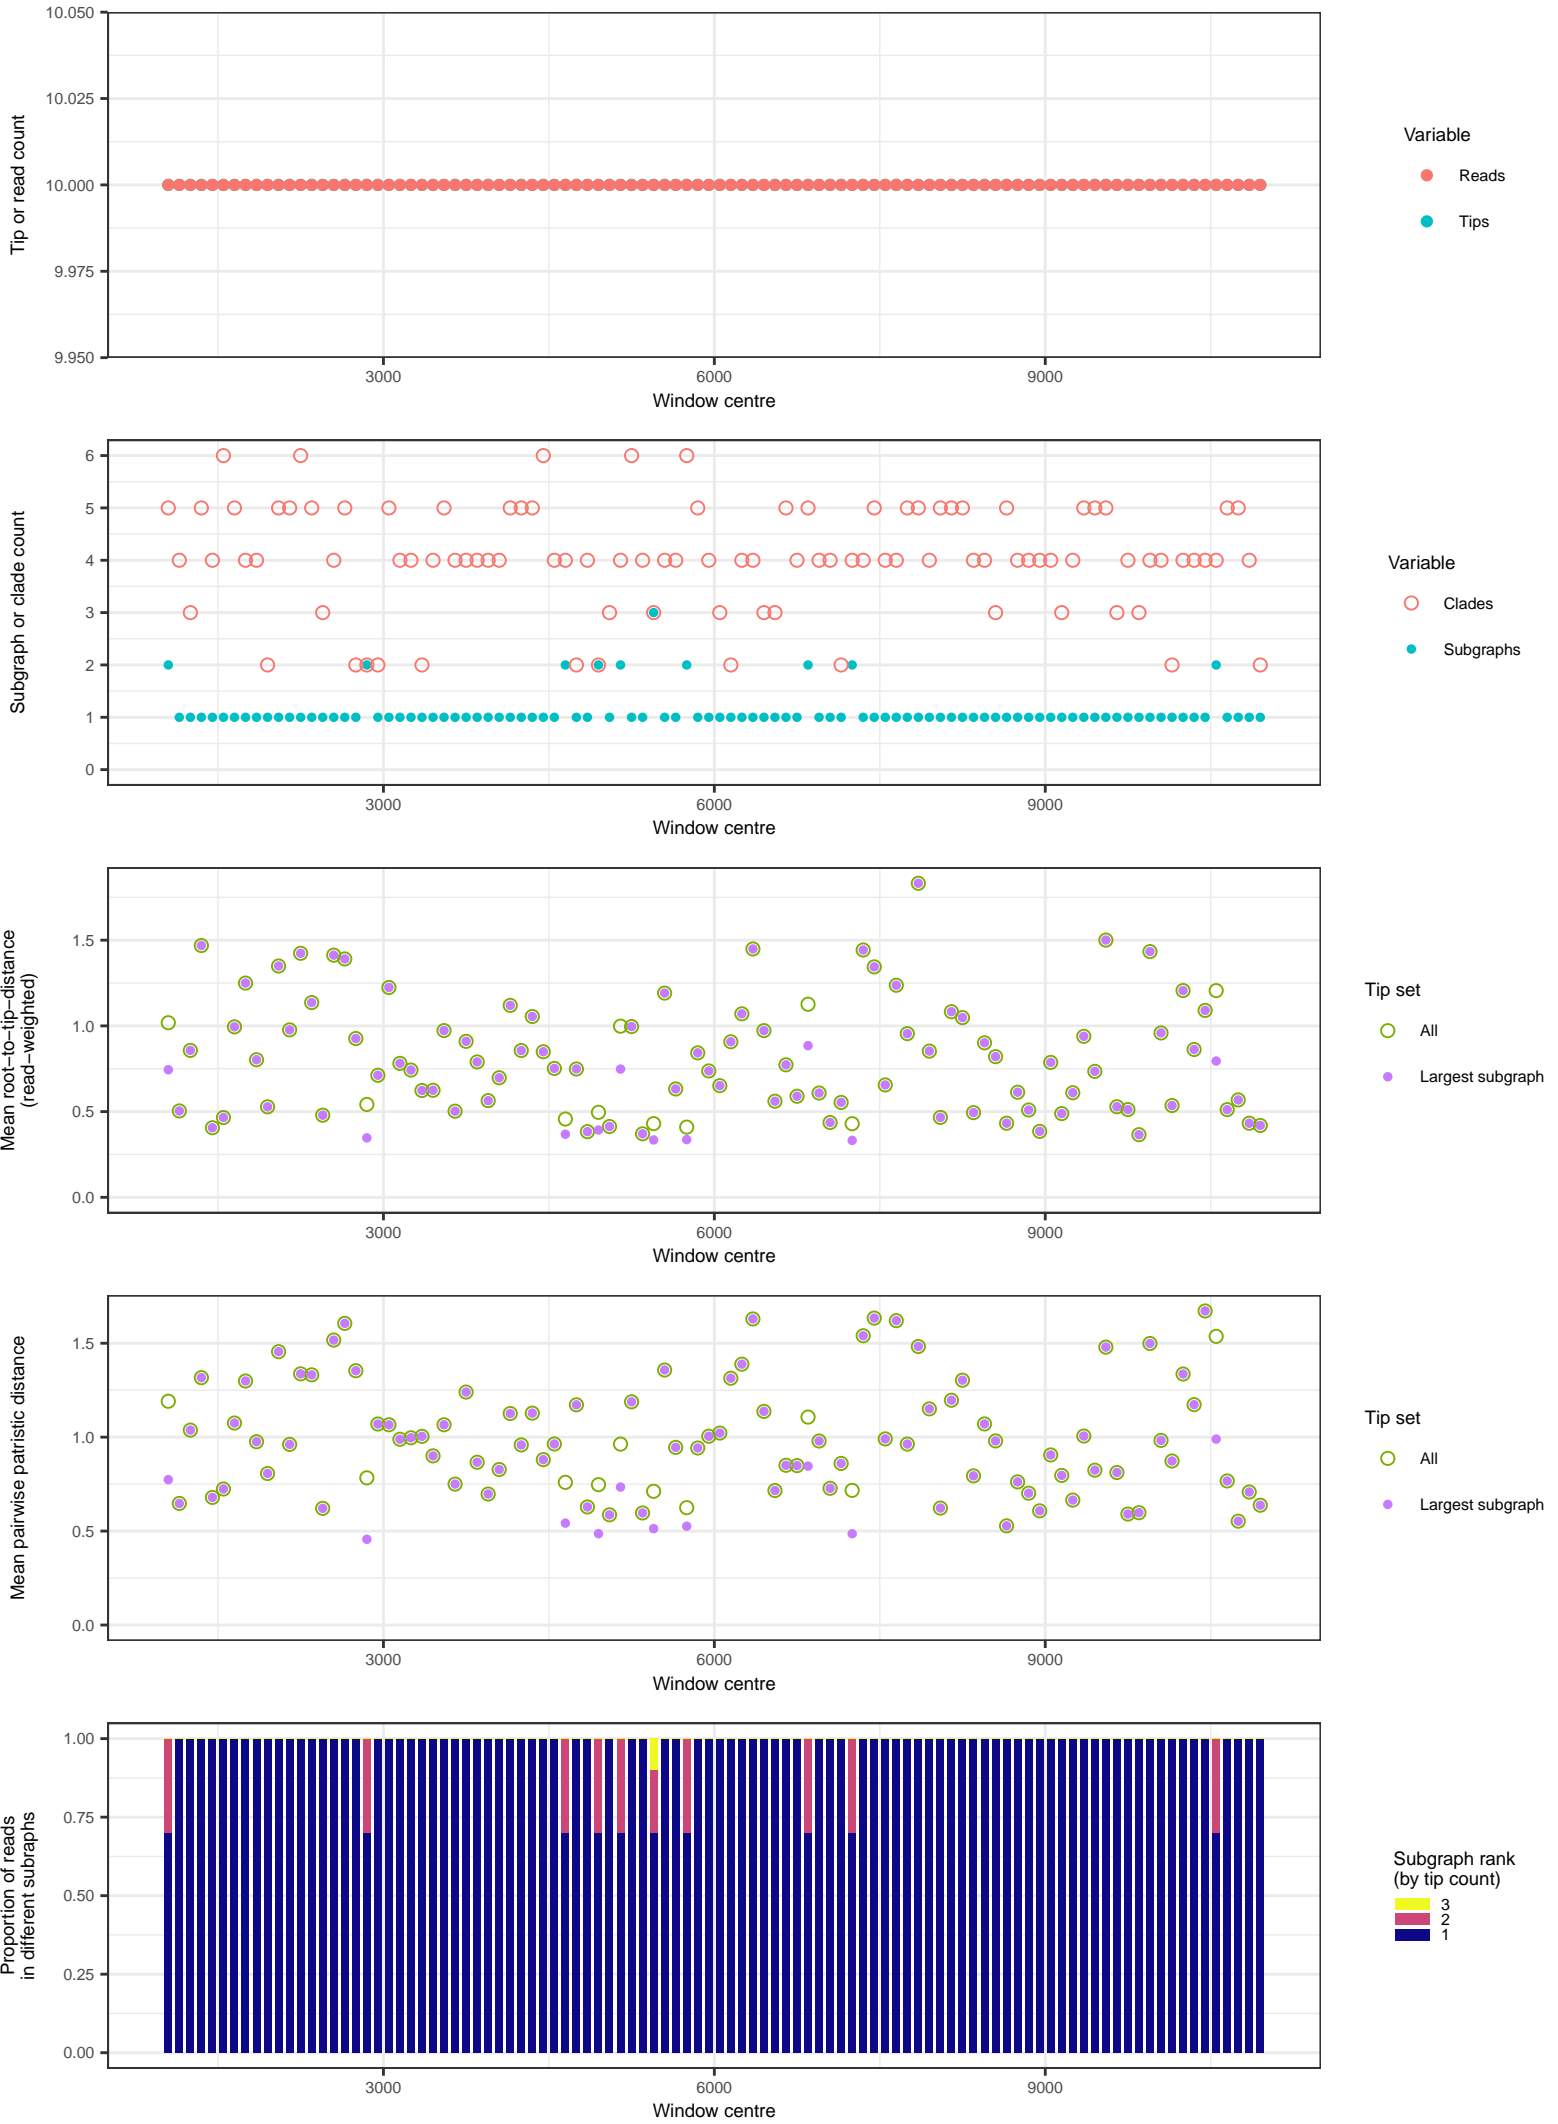 10.050
10.025
10.000
9.975
9.950
Tip or read count
3000 6000 9000
Window centre
Variable
Reads
Tips
6
5
4
3
2
1
0
Subgraph or clade count
3000 6000 9000
Window centre
Variable
Clades
Subgraphs
1.5
1.0
0.5
0.0
Mean root−to−tip−distance
(read−weighted)
3000 6000 9000
Window centre
Tip set
All
Largest subgraph
1.5
1.0
0.5
0.0
Mean pairwise patristic distance
3000 6000 9000
Window centre
Tip set
All
Largest subgraph
1.00
0.75
0.50
0.25
0.00
Proportion of reads
in different subraphs
3000 6000 9000
Window centre
Subgraph rank
(by tip count)
3
2
1